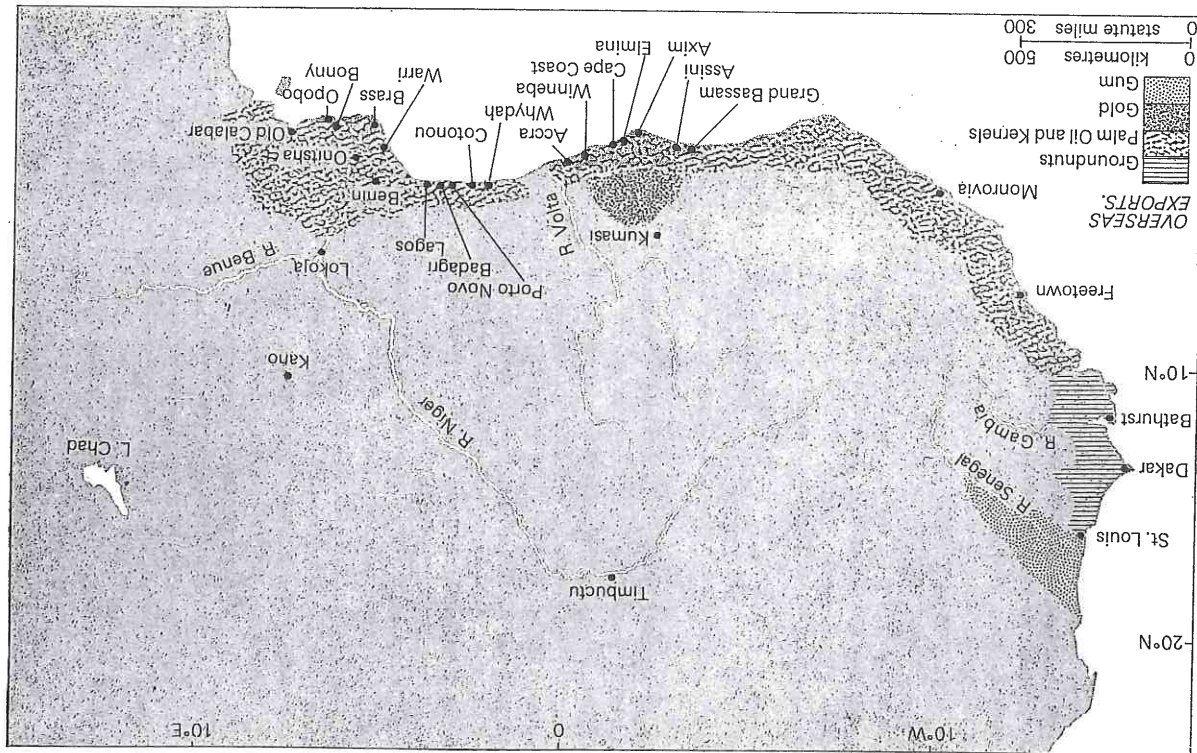 10°W 0 10°E
20°N
Timbuctu
St. Louis
R. Senegal
L. Chad
Dakar
R. Gambia
R. Niger
Bathurst
10°N
Kano
Freetown
R. Benue
Lokoja
Porto Novo
Badagri
Lagos
Kumasi
R. Volta
OVERSEAS
EXPORTS.
Groundnuts
Palm Oil and Kernels
Gold
Gum
Monrovia
Benin
Onitsha
Old Calabar
Grand Bassam
Assini
Axim
Elmina
Cape Coast
Winneba
Accra
Whydah
Cotonou
Warri
Brass
Bonny
Opobo
0 kilometres 500
0 statute miles 300